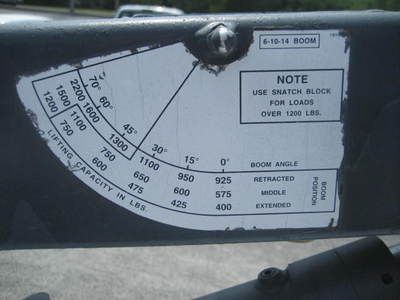 6-10-14 BOOM
NOTE
USE SNATCH BLOCK
FOR LOADS
OVER 1200 LBS.
70° 60° 45° 30° 15° 0° BOOM ANGLE
2200 1600 1300 1100 950 925 RETRACTED
1500 1100 750 650 600 575 MIDDLE
1200 750 600 475 425 400 EXTENDED
BOOM
POSITION
LIFTING CAPACITY IN LBS.